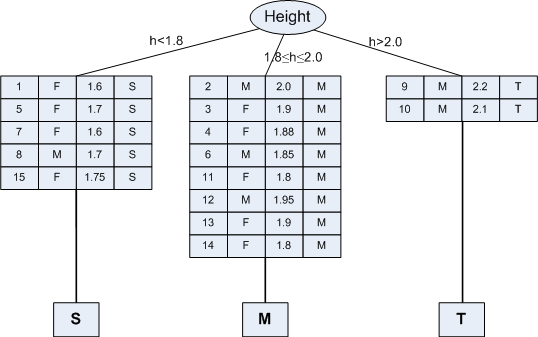 Height
h<1.8
1.8≤h≤2.0
h>2.0
1 F 1.6 S
5 F 1.7 S
7 F 1.6 S
8 M 1.7 S
15 F 1.75 S
2 M 2.0 M
3 F 1.9 M
4 F 1.88 M
6 M 1.85 M
11 F 1.8 M
12 M 1.95 M
13 F 1.9 M
14 F 1.8 M
9 M 2.2 T
10 M 2.1 T
S
M
T